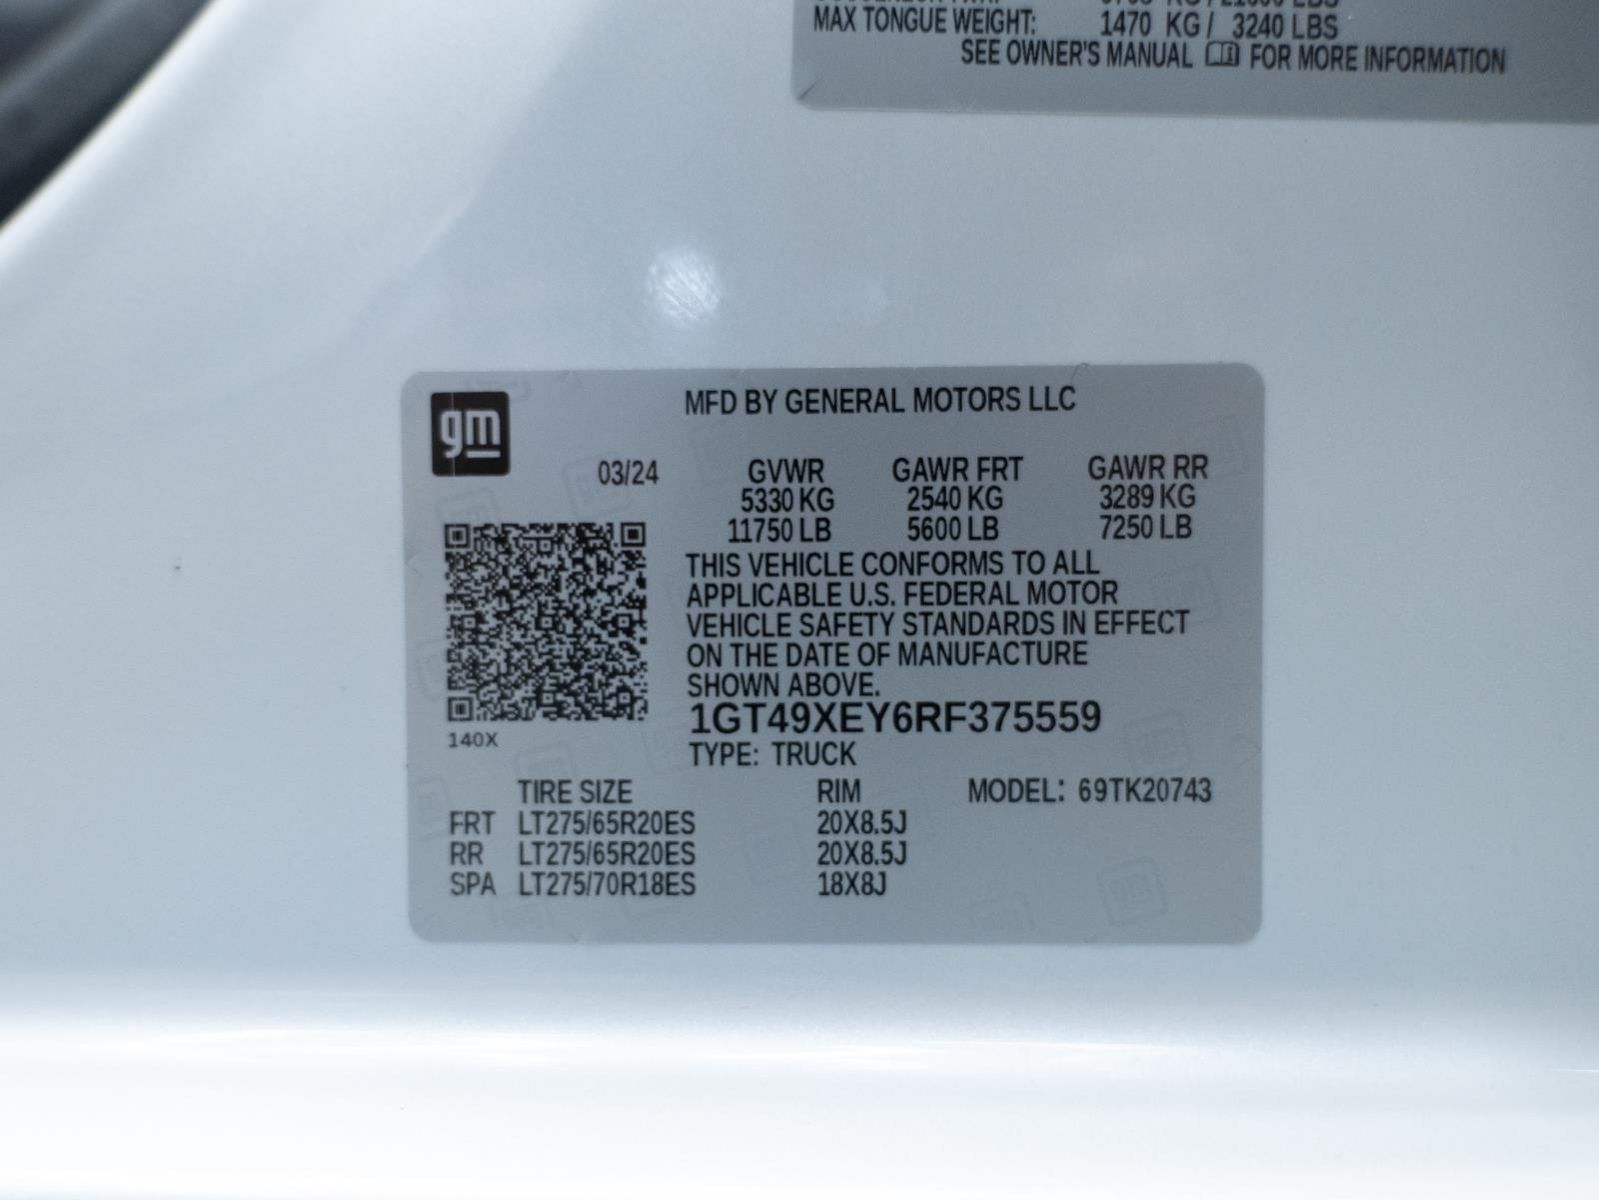 MAX TONGUE WEIGHT: 1470 KG / 3240 LBS
SEE OWNER'S MANUAL FOR MORE INFORMATION
gm
MFD BY GENERAL MOTORS LLC
03/24 GVWR GAWR FRT GAWR RR
5330 KG 2540 KG 3289 KG
11750 LB 5600 LB 7250 LB
THIS VEHICLE CONFORMS TO ALL
APPLICABLE U.S. FEDERAL MOTOR
VEHICLE SAFETY STANDARDS IN EFFECT
ON THE DATE OF MANUFACTURE
SHOWN ABOVE.
1GT49XEY6RF375559
140X
TYPE: TRUCK
TIRE SIZE RIM MODEL: 69TK20743
FRT LT275/65R20ES 20X8.5J
RR LT275/65R20ES 20X8.5J
SPA LT275/70R18ES 18X8J